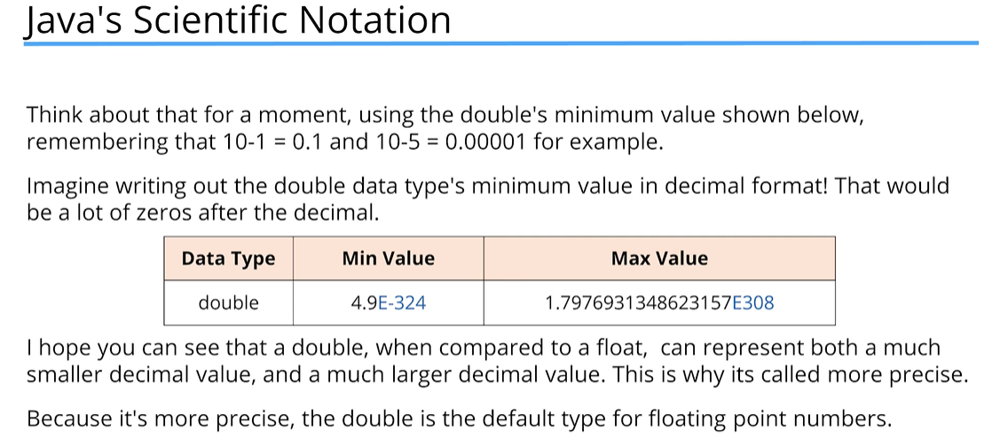 Java's Scientific Notation
Think about that for a moment, using the double's minimum value shown below,
remembering that 10-1 = 0.1 and 10-5 = 0.00001 for example.
Imagine writing out the double data type's minimum value in decimal format! That would
be a lot of zeros after the decimal.
Data Type Min Value Max Value
double 4.9E-324 1.7976931348623157E308
I hope you can see that a double, when compared to a float, can represent both a much
smaller decimal value, and a much larger decimal value. This is why its called more precise.
Because it's more precise, the double is the default type for floating point numbers.